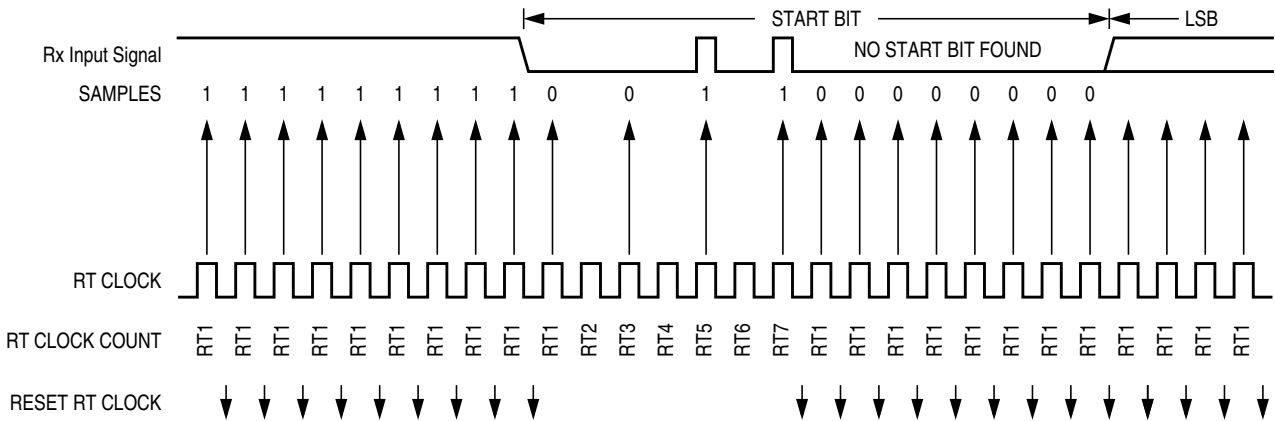 START BIT LSB
Rx Input Signal NO START BIT FOUND
SAMPLES 1 1 1 1 1 1 1 1 1 0 0 1 1 0 0 0 0 0 0 0 0
RT CLOCK
RT CLOCK COUNT RT1 RT1 RT1 RT1 RT1 RT1 RT1 RT1 RT1 RT1 RT2 RT3 RT4 RT5 RT6 RT7 RT1 RT1 RT1 RT1 RT1 RT1 RT1 RT1 RT1 RT1 RT1 RT1
RESET RT CLOCK